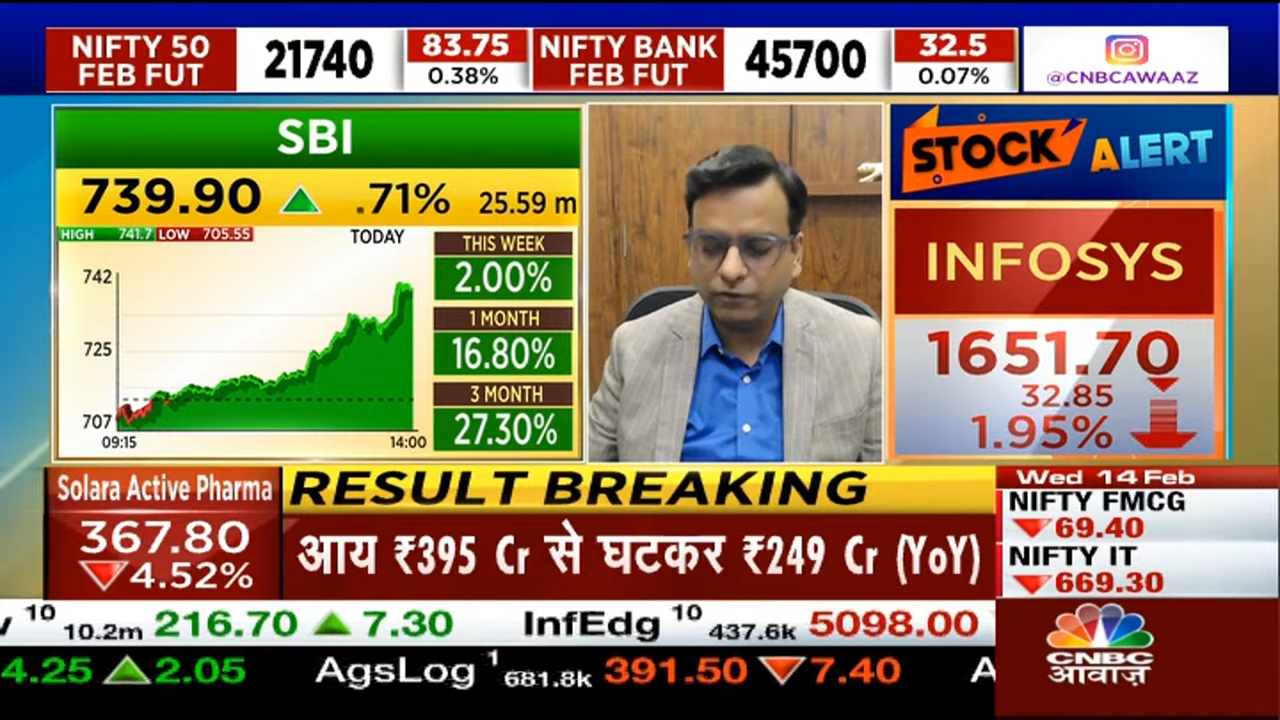 NIFTY 50
FEB FUT
21740
83.75
0.38%
NIFTY BANK
FEB FUT
45700
32.5
0.07%
@CNBCAWAAZ
SBI
739.90 .71% 25.59 m
HIGH 741.7 LOW 705.55
TODAY
742
725
707
09:15 14:00
THIS WEEK
2.00%
1 MONTH
16.80%
3 MONTH
27.30%
STOCK ALERT
INFOSYS
1651.70
32.85
1.95%
Solara Active Pharma
367.80
4.52%
RESULT BREAKING
आय ₹395 Cr से घटकर ₹249 Cr (YoY)
Wed 14 Feb
NIFTY FMCG
69.40
NIFTY IT
669.30
10 10.2m 216.70 7.30 InfEdg 10 437.6k 5098.00
4.25 2.05 AgsLog 1 681.8k 391.50 7.40 A
CNBC
आवाज़